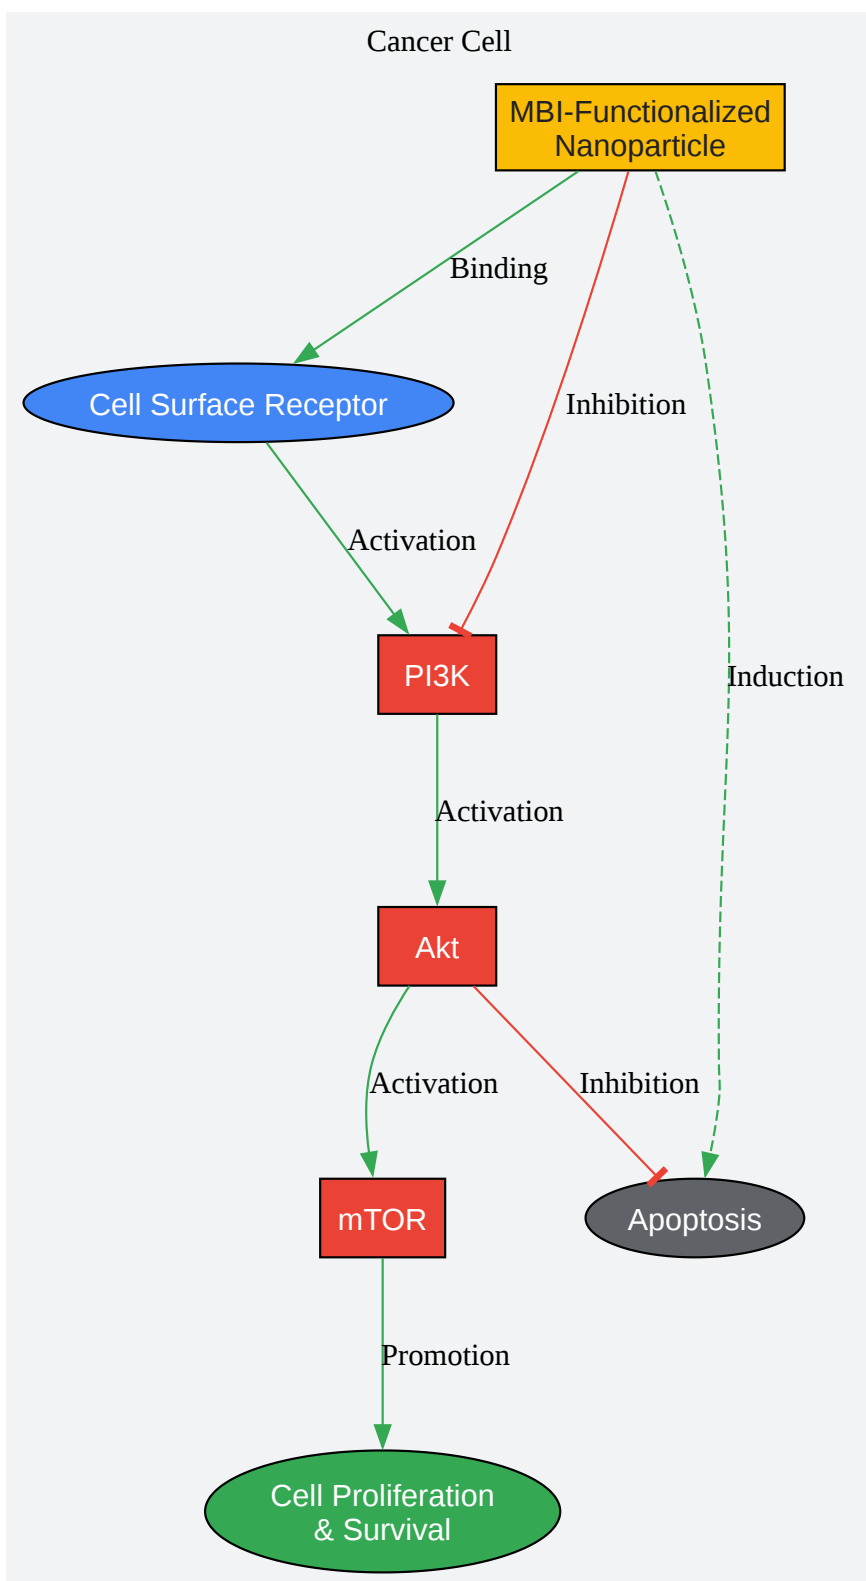 Cancer Cell
MBI-Functionalized
Nanoparticle
Binding
Cell Surface Receptor
Inhibition
Activation
PI3K
Induction
Activation
Akt
Activation
Inhibition
mTOR
Apoptosis
Promotion
Cell Proliferation
& Survival